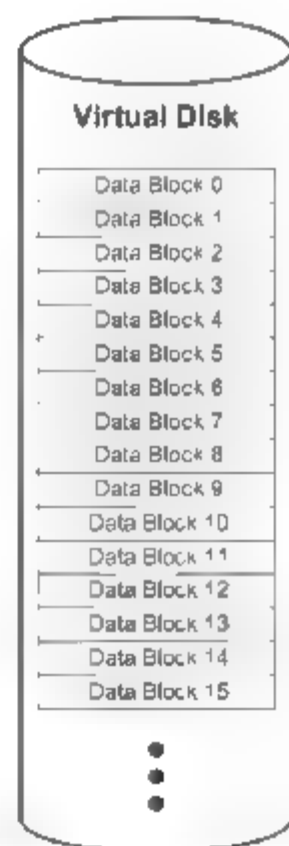 Virtual Disk
Data Block 0
Data Block 1
Data Block 2
Data Block 3
Data Block 4
Data Block 5
Data Block 6
Data Block 7
Data Block 8
Data Block 9
Data Block 10
Data Block 11
Data Block 12
Data Block 13
Data Block 14
Data Block 15